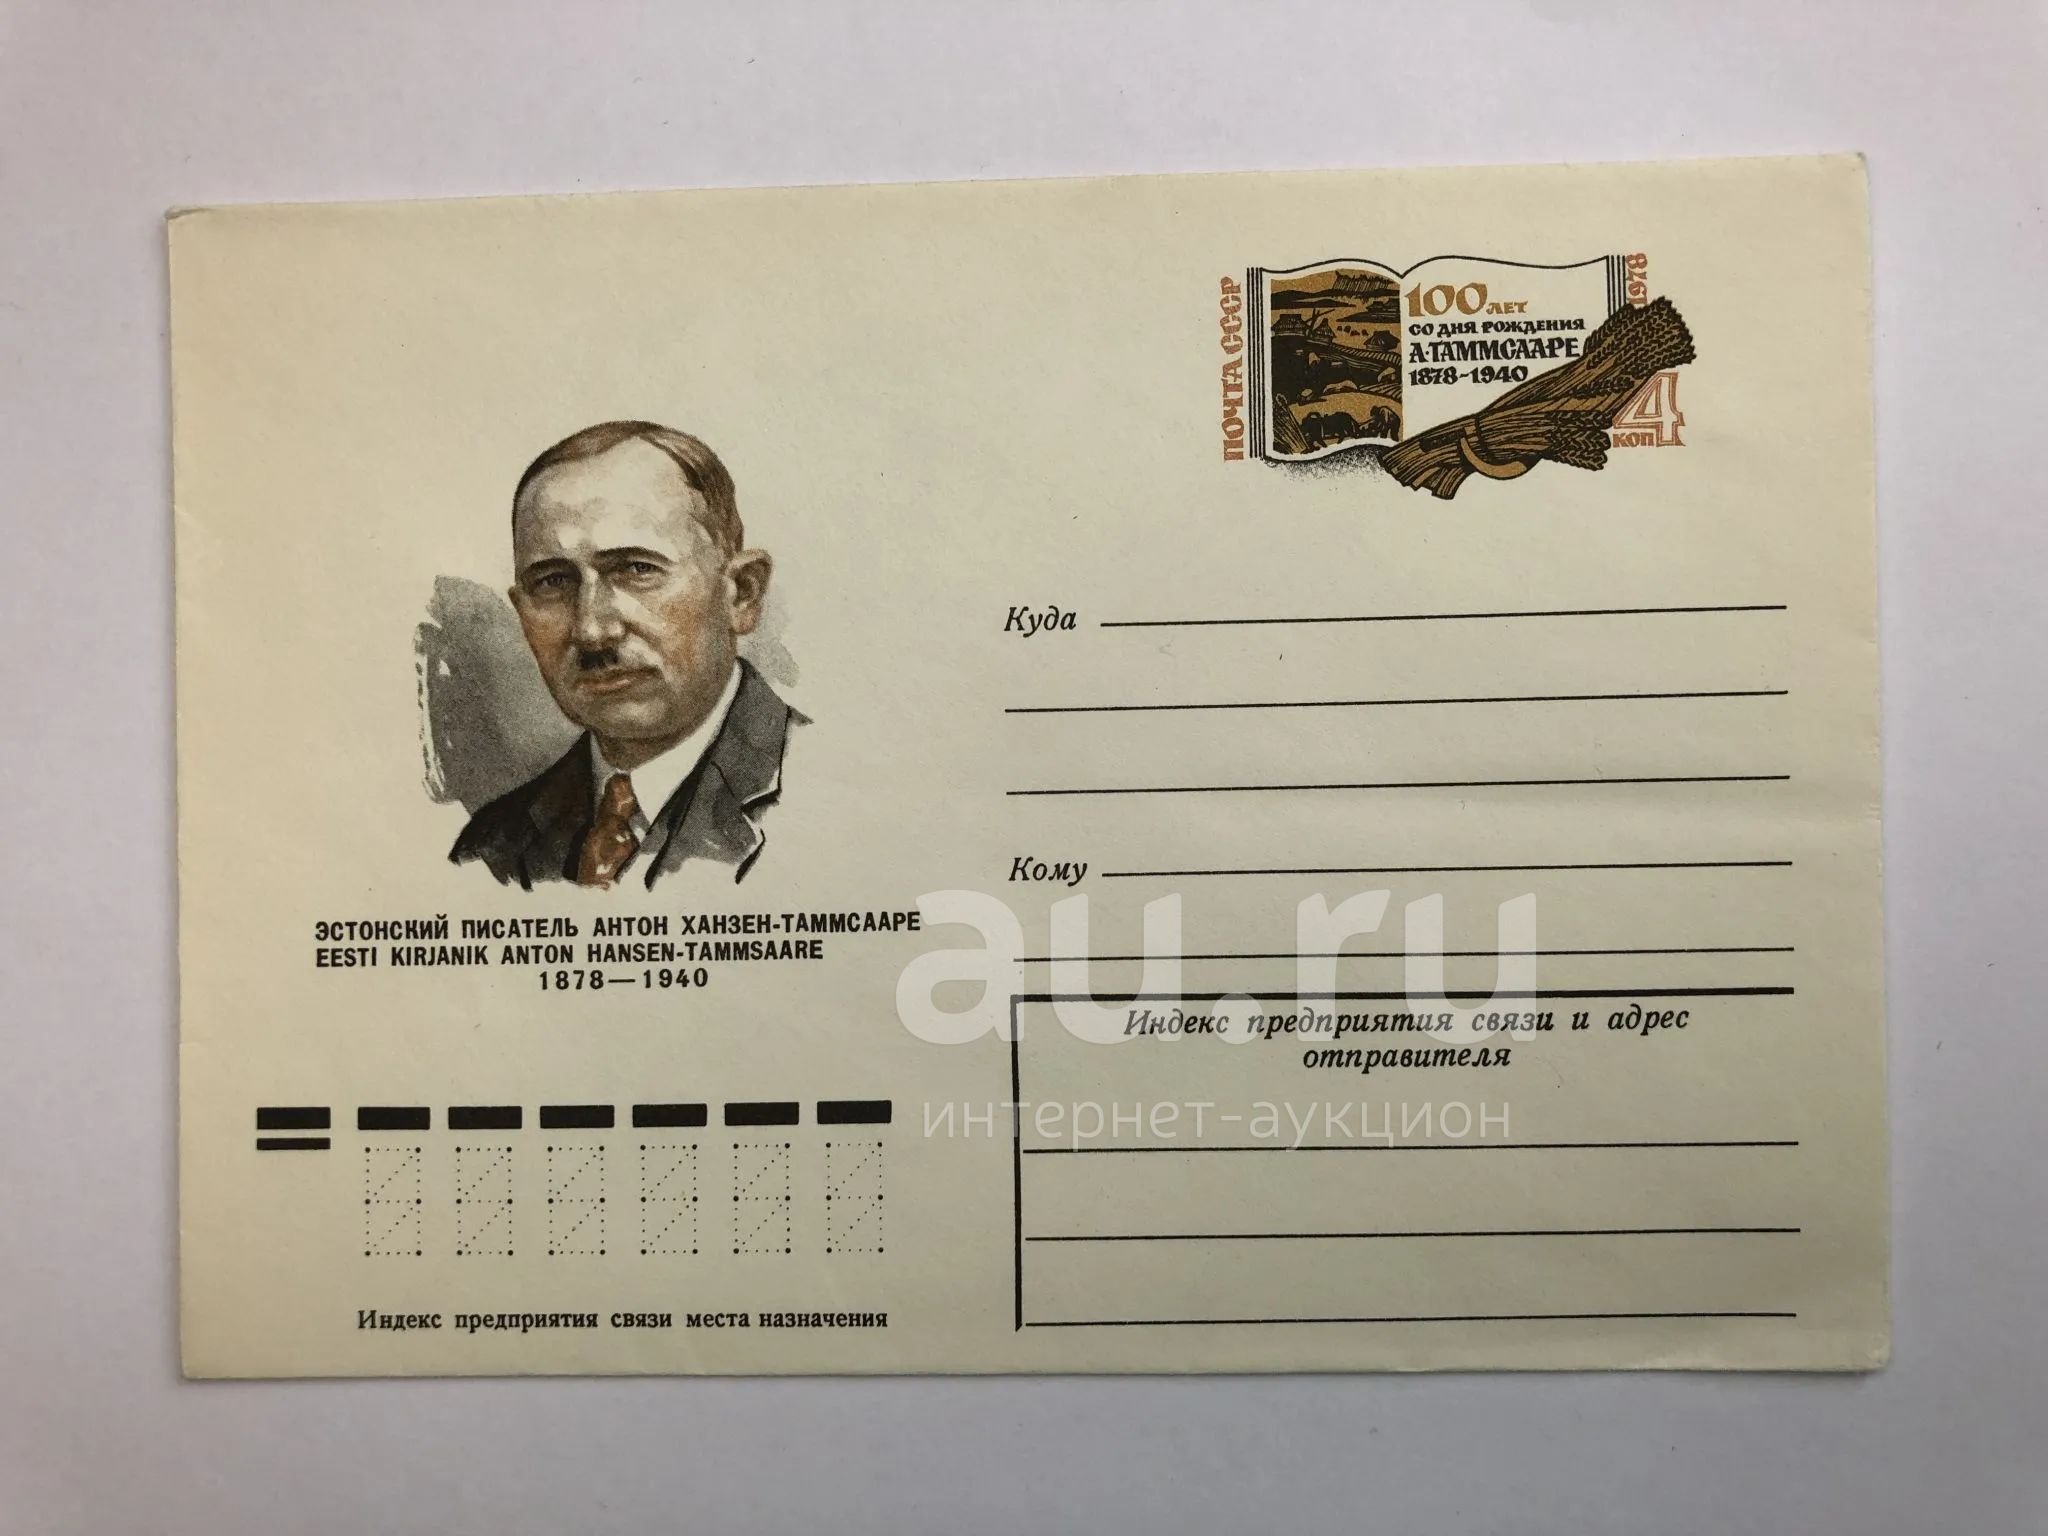 ПОЧТА СССР
1978
100 ЛЕТ
СО ДНЯ РОЖДЕНИЯ
А·ТАММСААРЕ
1878-1940
4
КОП
Куда
Кому
ЭСТОНСКИЙ ПИСАТЕЛЬ АНТОН ХАНЗЕН-ТАММСААРЕ
EESTI KIRJANIK ANTON HANSEN-TAMMSAARE
1878—1940
au.ru
интернет-аукцион
Индекс предприятия связи и адрес
отправителя
Индекс предприятия связи места назначения